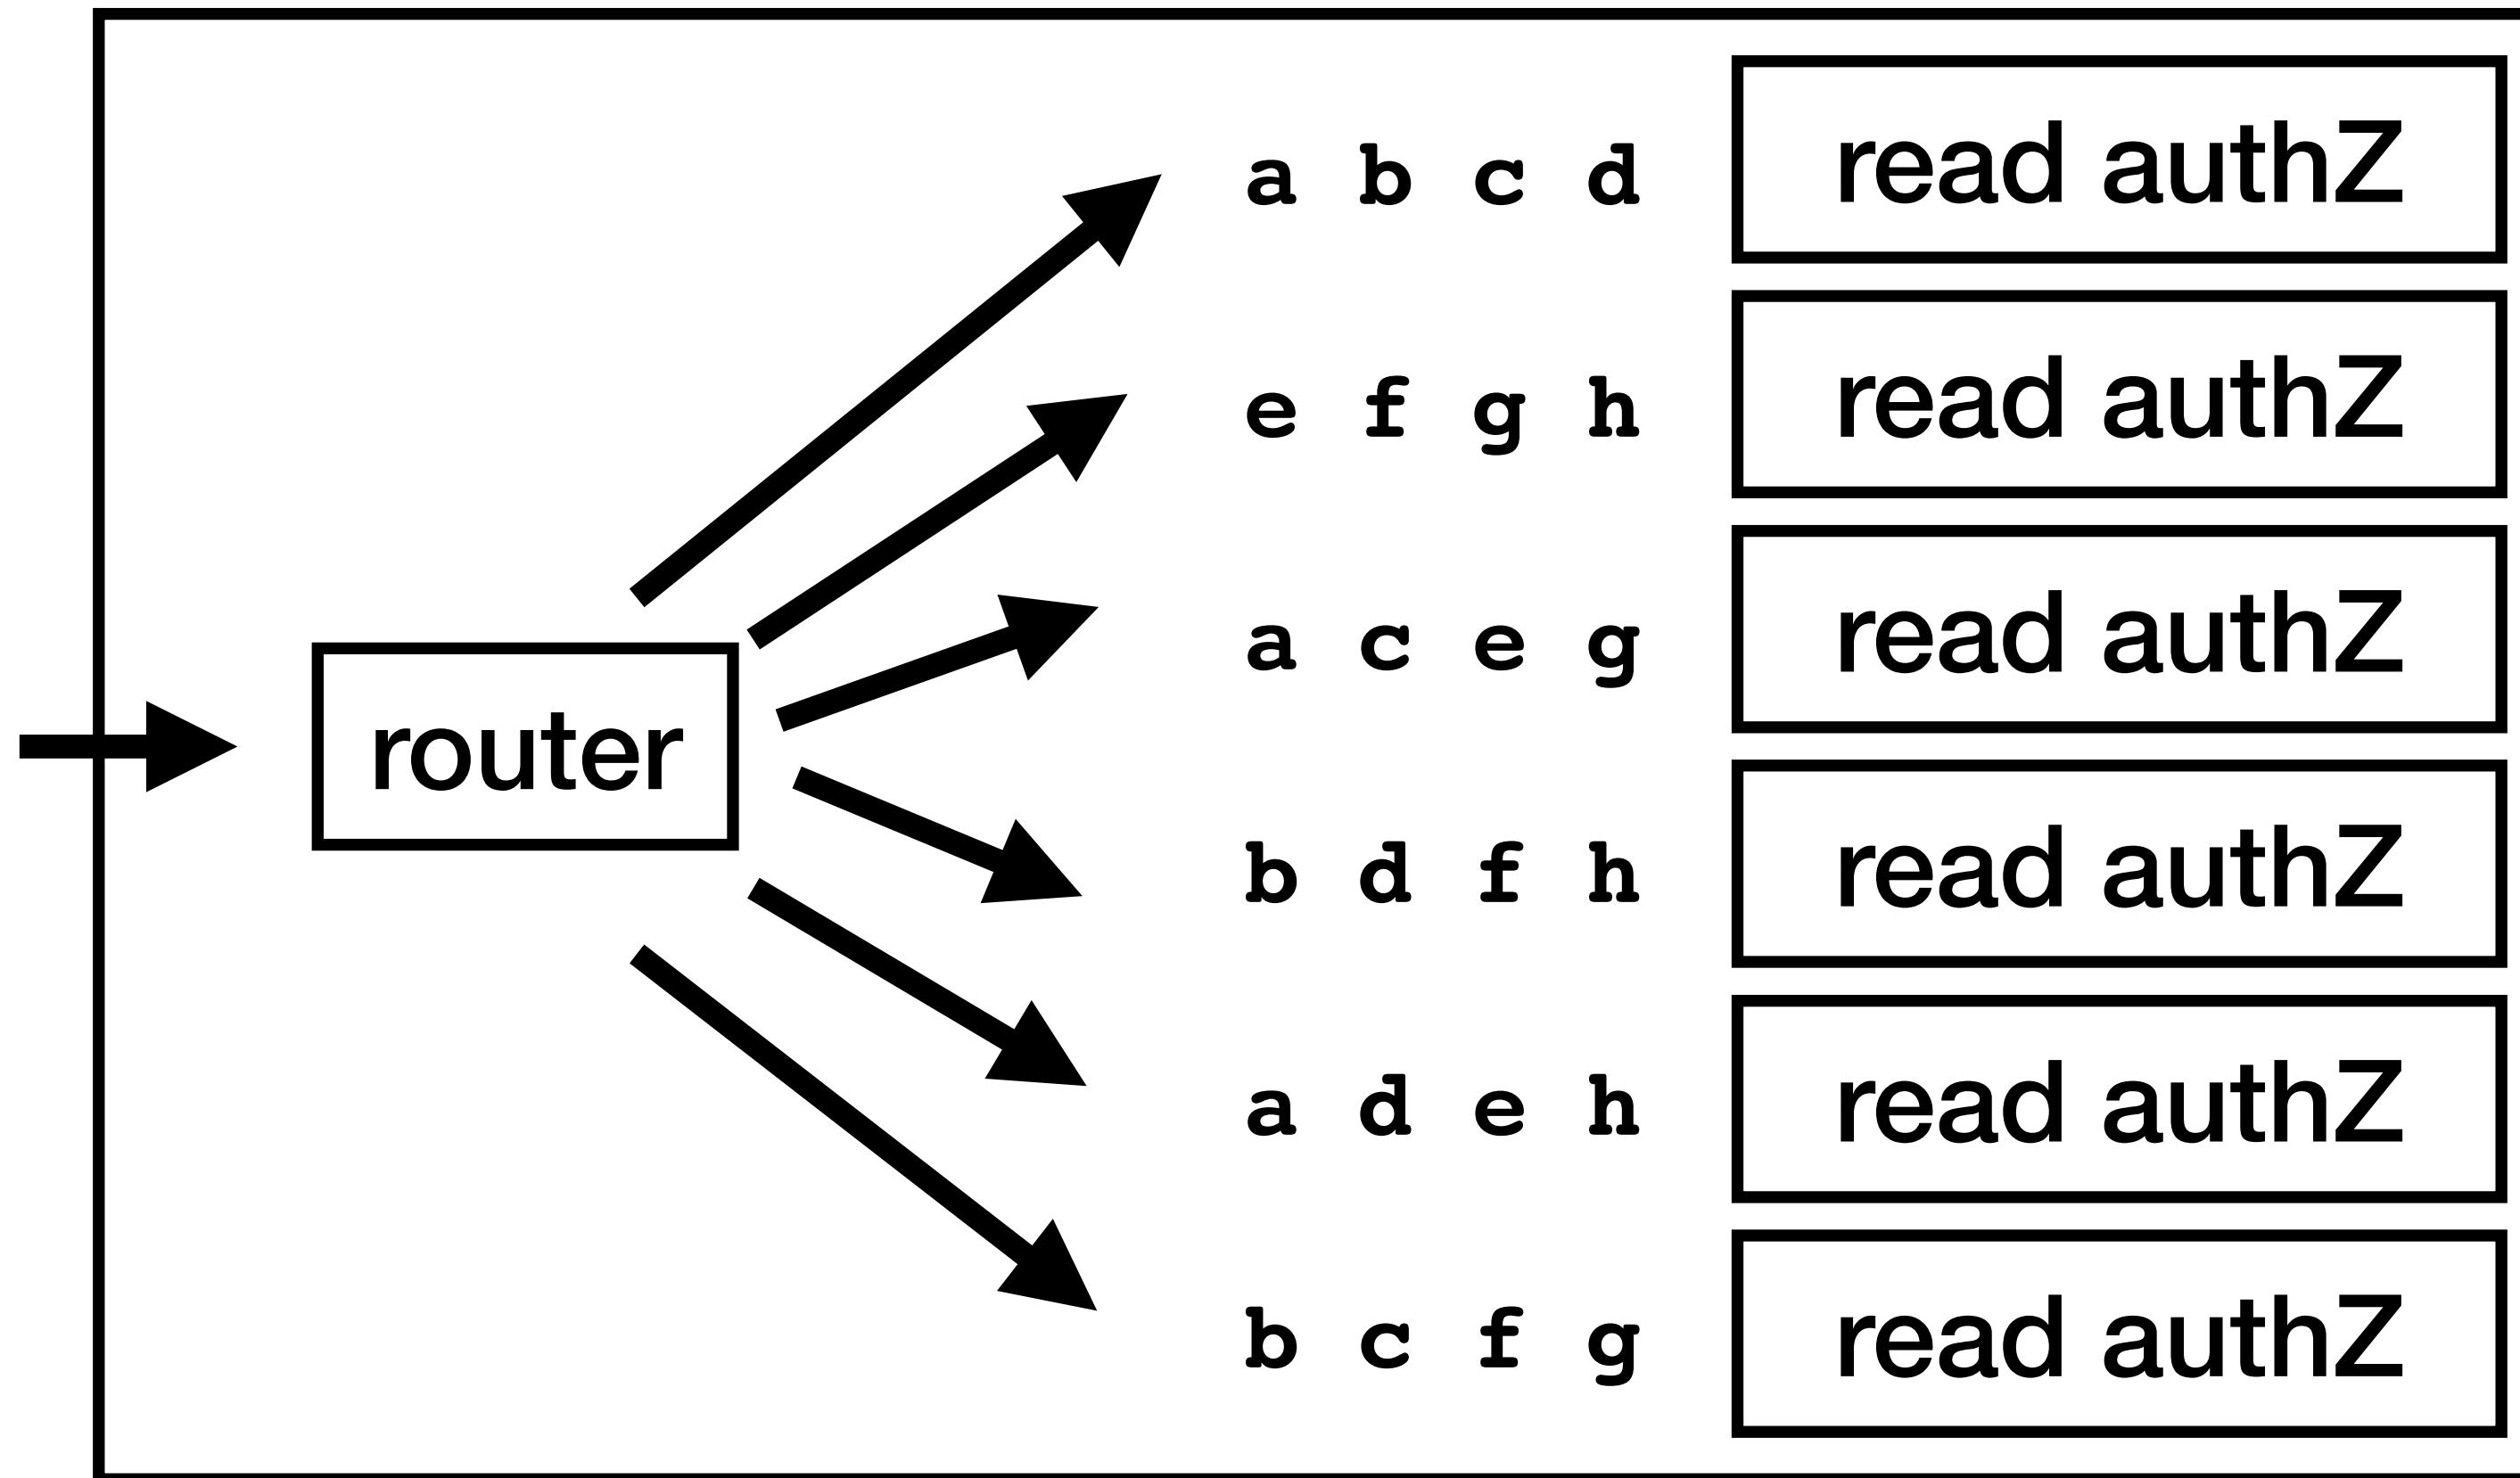 a b c d read authZ
e f g h read authZ
a c e g read authZ
router
b d f h read authZ
a d e h read authZ
b c f g read authZ